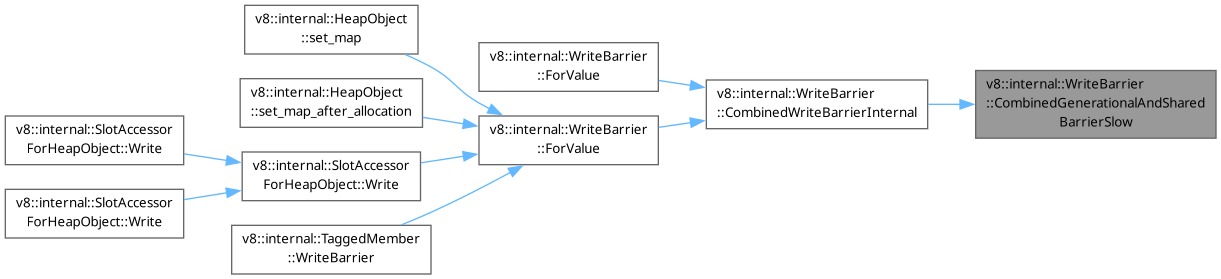 v8::internal::HeapObject
::set_map
v8::internal::WriteBarrier
::ForValue
v8::internal::WriteBarrier
::CombinedGenerationalAndShared
BarrierSlow
v8::internal::HeapObject
::set_map_after_allocation
v8::internal::WriteBarrier
::CombinedWriteBarrierInternal
v8::internal::SlotAccessor
ForHeapObject::Write
v8::internal::WriteBarrier
::ForValue
v8::internal::SlotAccessor
ForHeapObject::Write
v8::internal::SlotAccessor
ForHeapObject::Write
v8::internal::TaggedMember
::WriteBarrier